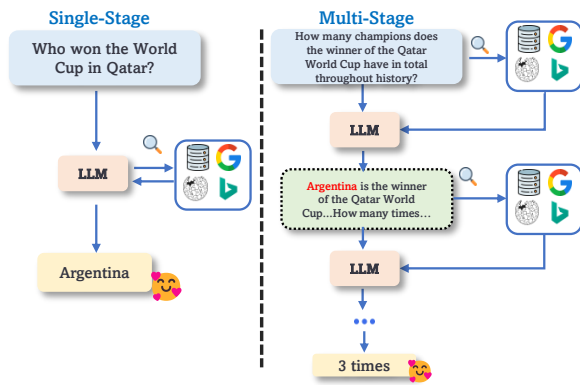 Single-Stage
Who won the World
Cup in Qatar?
LLM
Argentina
Multi-Stage
How many champions does
the winner of the Qatar
World Cup have in total
throughout history?
LLM
Argentina is the winner
of the Qatar World
Cup...How many times...
LLM
3 times